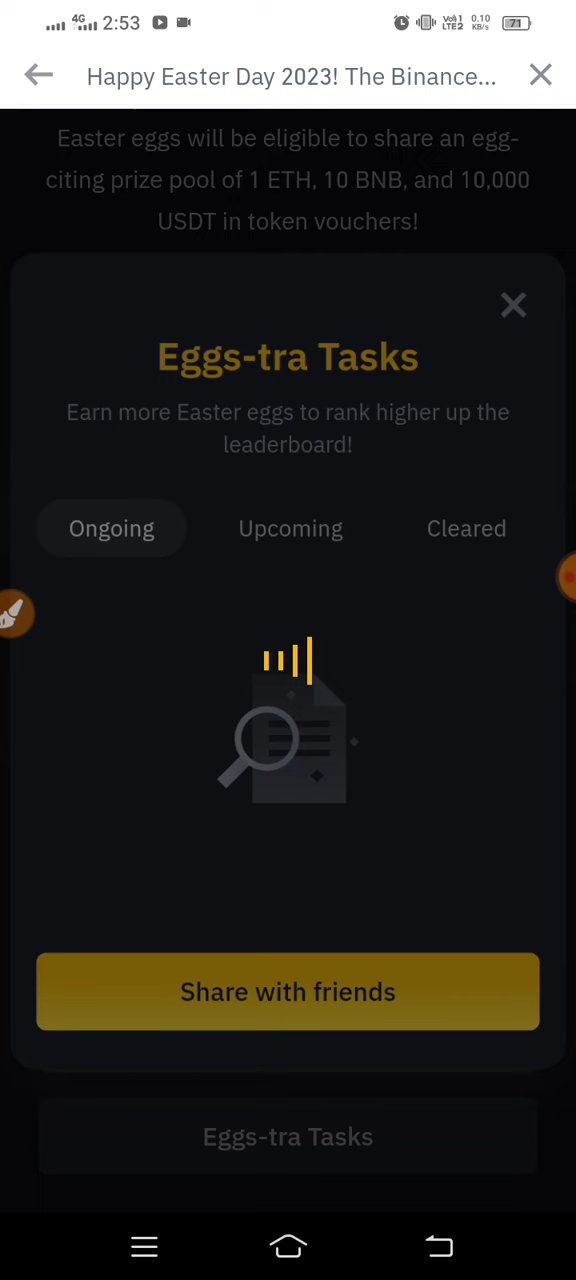 4G 2:53 Vo1 LTE2 0.10 KB/s 71
Happy Easter Day 2023! The Binance...
Easter eggs will be eligible to share an egg-
citing prize pool of 1 ETH, 10 BNB, and 10,000
USDT in token vouchers!
Eggs-tra Tasks
Earn more Easter eggs to rank higher up the
leaderboard!
Ongoing Upcoming Cleared
Share with friends
Eggs-tra Tasks